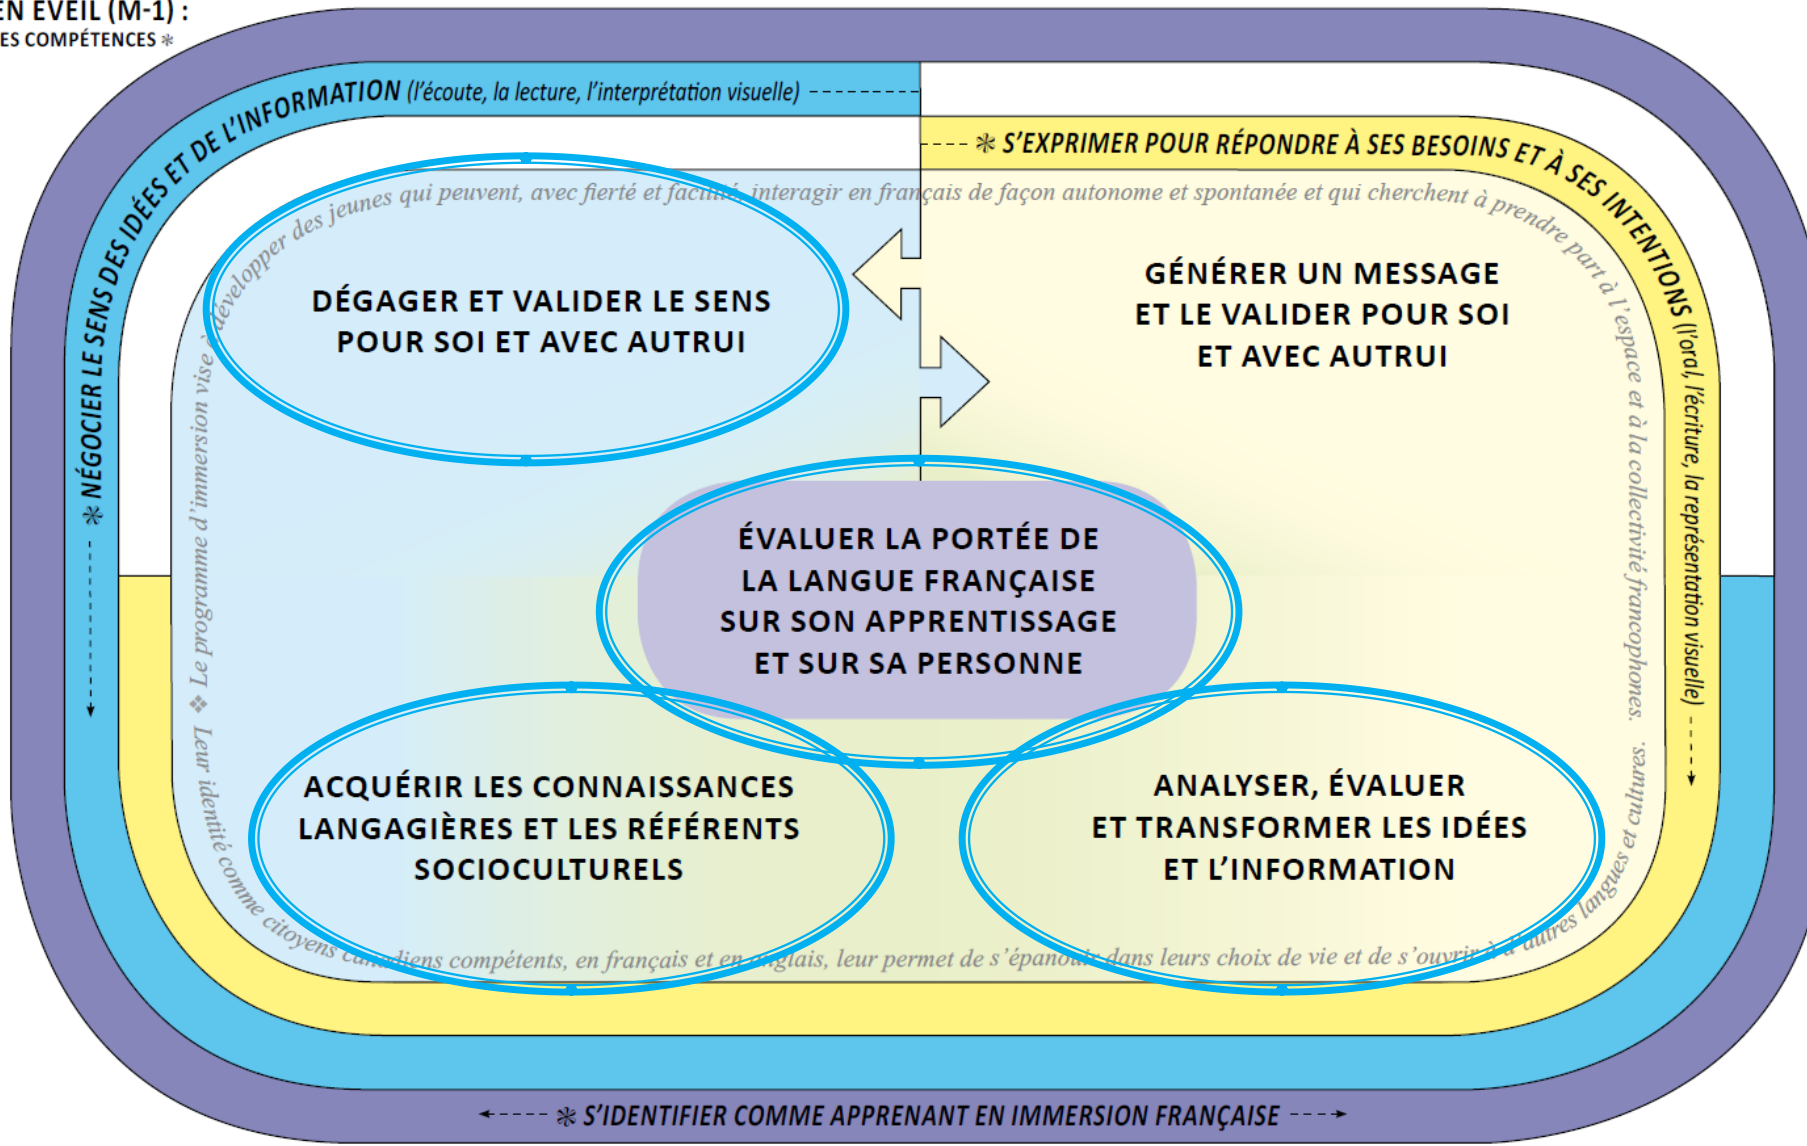 EN ÉVEIL (M-1) :
ES COMPÉTENCES *
* NÉGOCIER LE SENS DES IDÉES ET DE L'INFORMATION (l'écoute, la lecture, l'interprétation visuelle)
* S'EXPRIMER POUR RÉPONDRE À SES BESOINS ET À SES INTENTIONS (l'oral, l'écriture, la représentation visuelle)
❖ Le programme d'immersion vise à développer des jeunes qui peuvent, avec fierté et facilité, interagir en français de façon autonome et spontanée et qui cherchent à prendre part à l'espace et à la collectivité francophones.
DÉGAGER ET VALIDER LE SENS
POUR SOI ET AVEC AUTRUI
GÉNÉRER UN MESSAGE
ET LE VALIDER POUR SOI
ET AVEC AUTRUI
ÉVALUER LA PORTÉE DE
LA LANGUE FRANÇAISE
SUR SON APPRENTISSAGE
ET SUR SA PERSONNE
ACQUÉRIR LES CONNAISSANCES
LANGAGIÈRES ET LES RÉFÉRENTS
SOCIOCULTURELS
ANALYSER, ÉVALUER
ET TRANSFORMER LES IDÉES
ET L'INFORMATION
Leur identité comme citoyens canadiens compétents, en français et en anglais, leur permet de s'épanouir dans leurs choix de vie et de s'ouvrir à d'autres langues et cultures.
* S'IDENTIFIER COMME APPRENANT EN IMMERSION FRANÇAISE